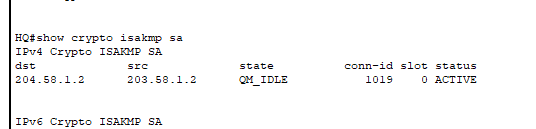 HQ#show crypto isakmp sa
IPv4 Crypto ISAKMP SA
dst src state conn-id slot status
204.58.1.2 203.58.1.2 QM_IDLE 1019 0 ACTIVE
IPv6 Crypto ISAKMP SA